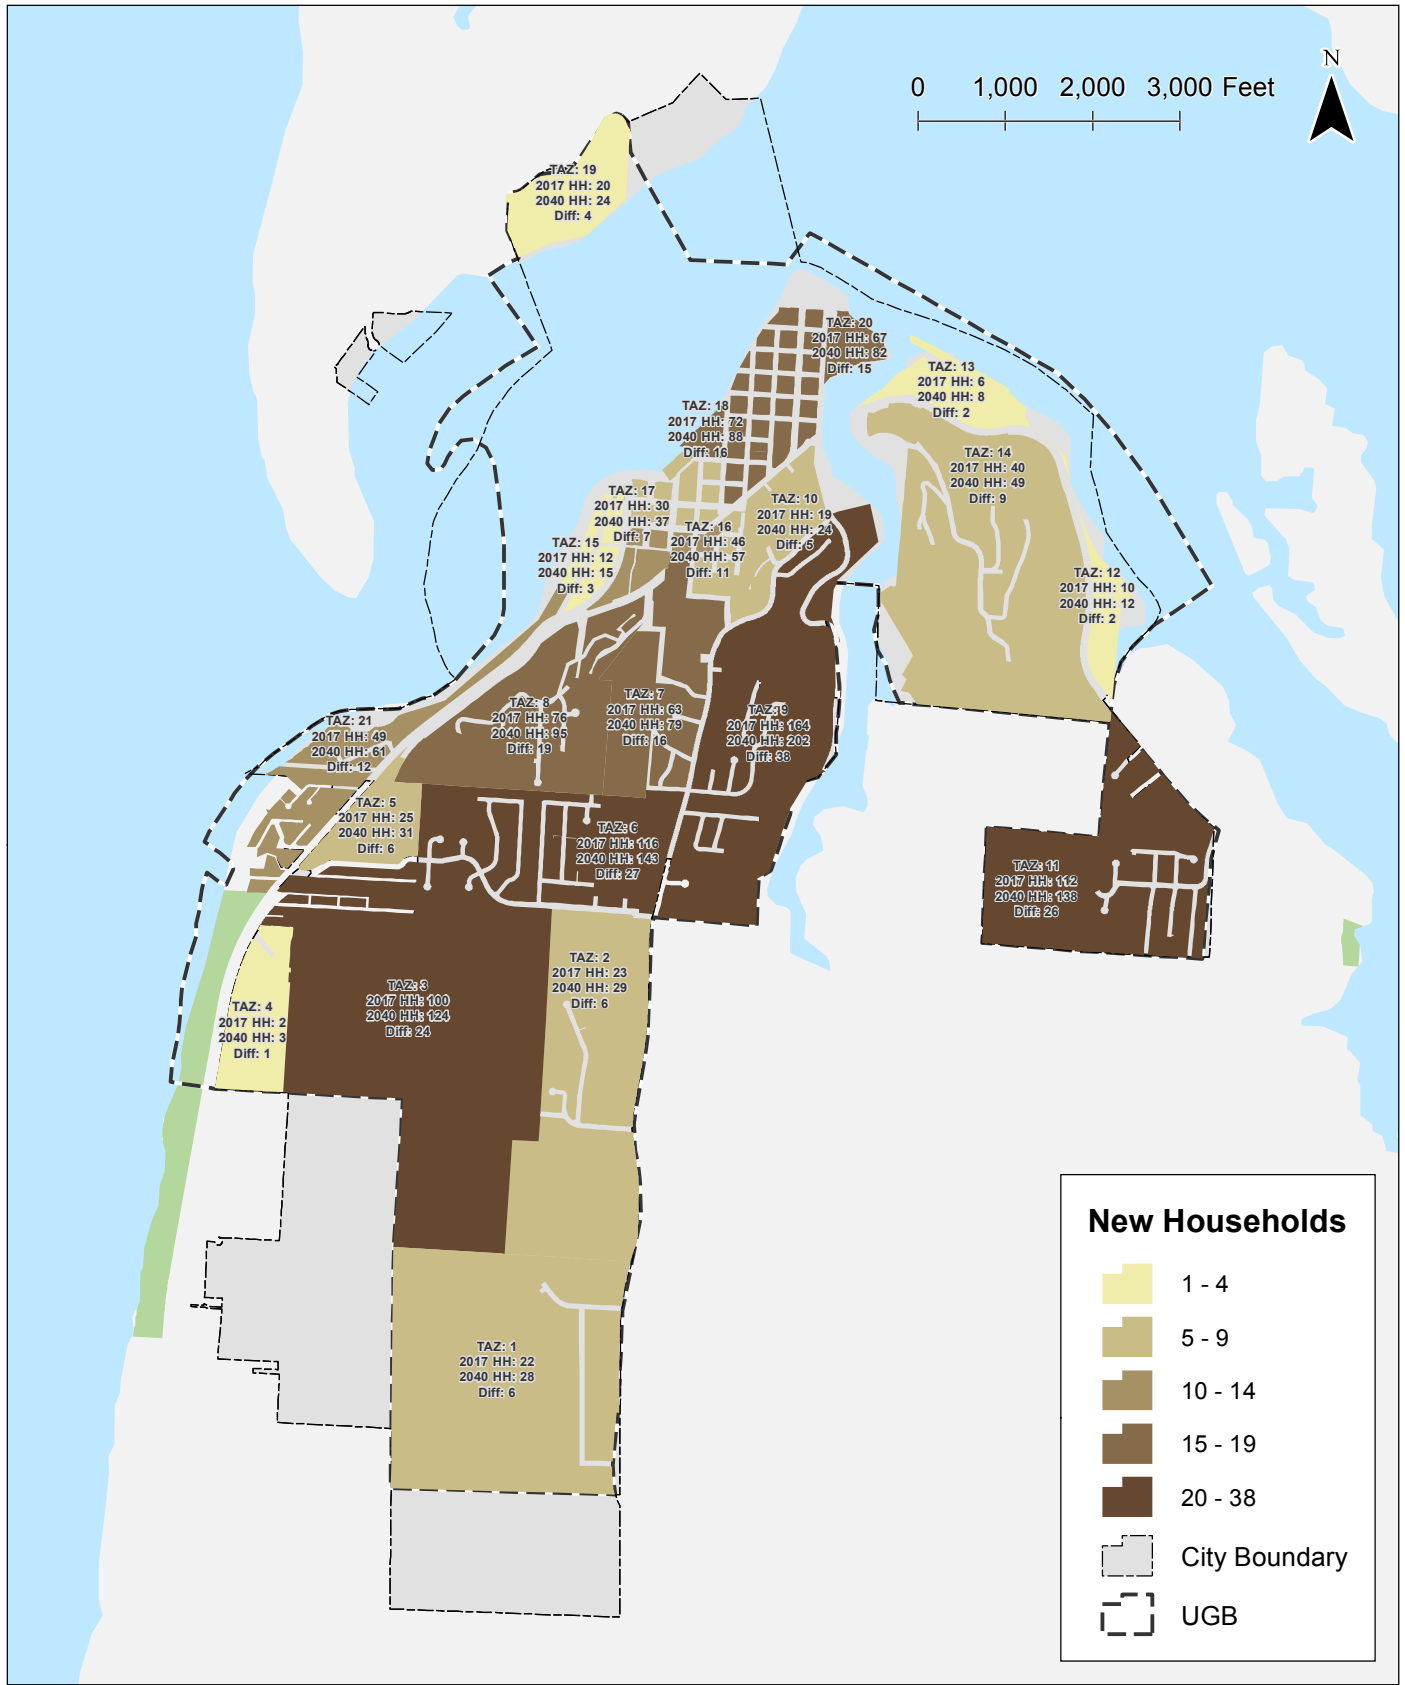 N
0 1,000 2,000 3,000 Feet
TAZ: 19
2017 HH: 20
2040 HH: 24
Diff: 4
TAZ: 20
2017 HH: 67
2040 HH: 82
Diff: 15
TAZ: 13
2017 HH: 6
2040 HH: 8
Diff: 2
TAZ: 18
2017 HH: 72
2040 HH: 88
Diff: 16
TAZ: 14
2017 HH: 40
2040 HH: 49
Diff: 9
TAZ: 17
2017 HH: 30
2040 HH: 37
Diff: 7
TAZ: 10
2017 HH: 19
2040 HH: 24
Diff: 5
TAZ: 16
2017 HH: 46
2040 HH: 57
Diff: 11
TAZ: 15
2017 HH: 12
2040 HH: 15
Diff: 3
TAZ: 12
2017 HH: 10
2040 HH: 12
Diff: 2
TAZ: 8
2017 HH: 76
2040 HH: 95
Diff: 19
TAZ: 7
2017 HH: 63
2040 HH: 79
Diff: 16
TAZ: 9
2017 HH: 164
2040 HH: 202
Diff: 38
TAZ: 21
2017 HH: 49
2040 HH: 61
Diff: 12
TAZ: 5
2017 HH: 25
2040 HH: 31
Diff: 6
TAZ: 6
2017 HH: 116
2040 HH: 143
Diff: 27
TAZ: 11
2017 HH: 112
2040 HH: 138
Diff: 26
TAZ: 2
2017 HH: 23
2040 HH: 29
Diff: 6
TAZ: 3
2017 HH: 100
2040 HH: 124
Diff: 24
TAZ: 4
2017 HH: 2
2040 HH: 3
Diff: 1
TAZ: 1
2017 HH: 22
2040 HH: 28
Diff: 6
New Households
1 - 4
5 - 9
10 - 14
15 - 19
20 - 38
City Boundary
UGB